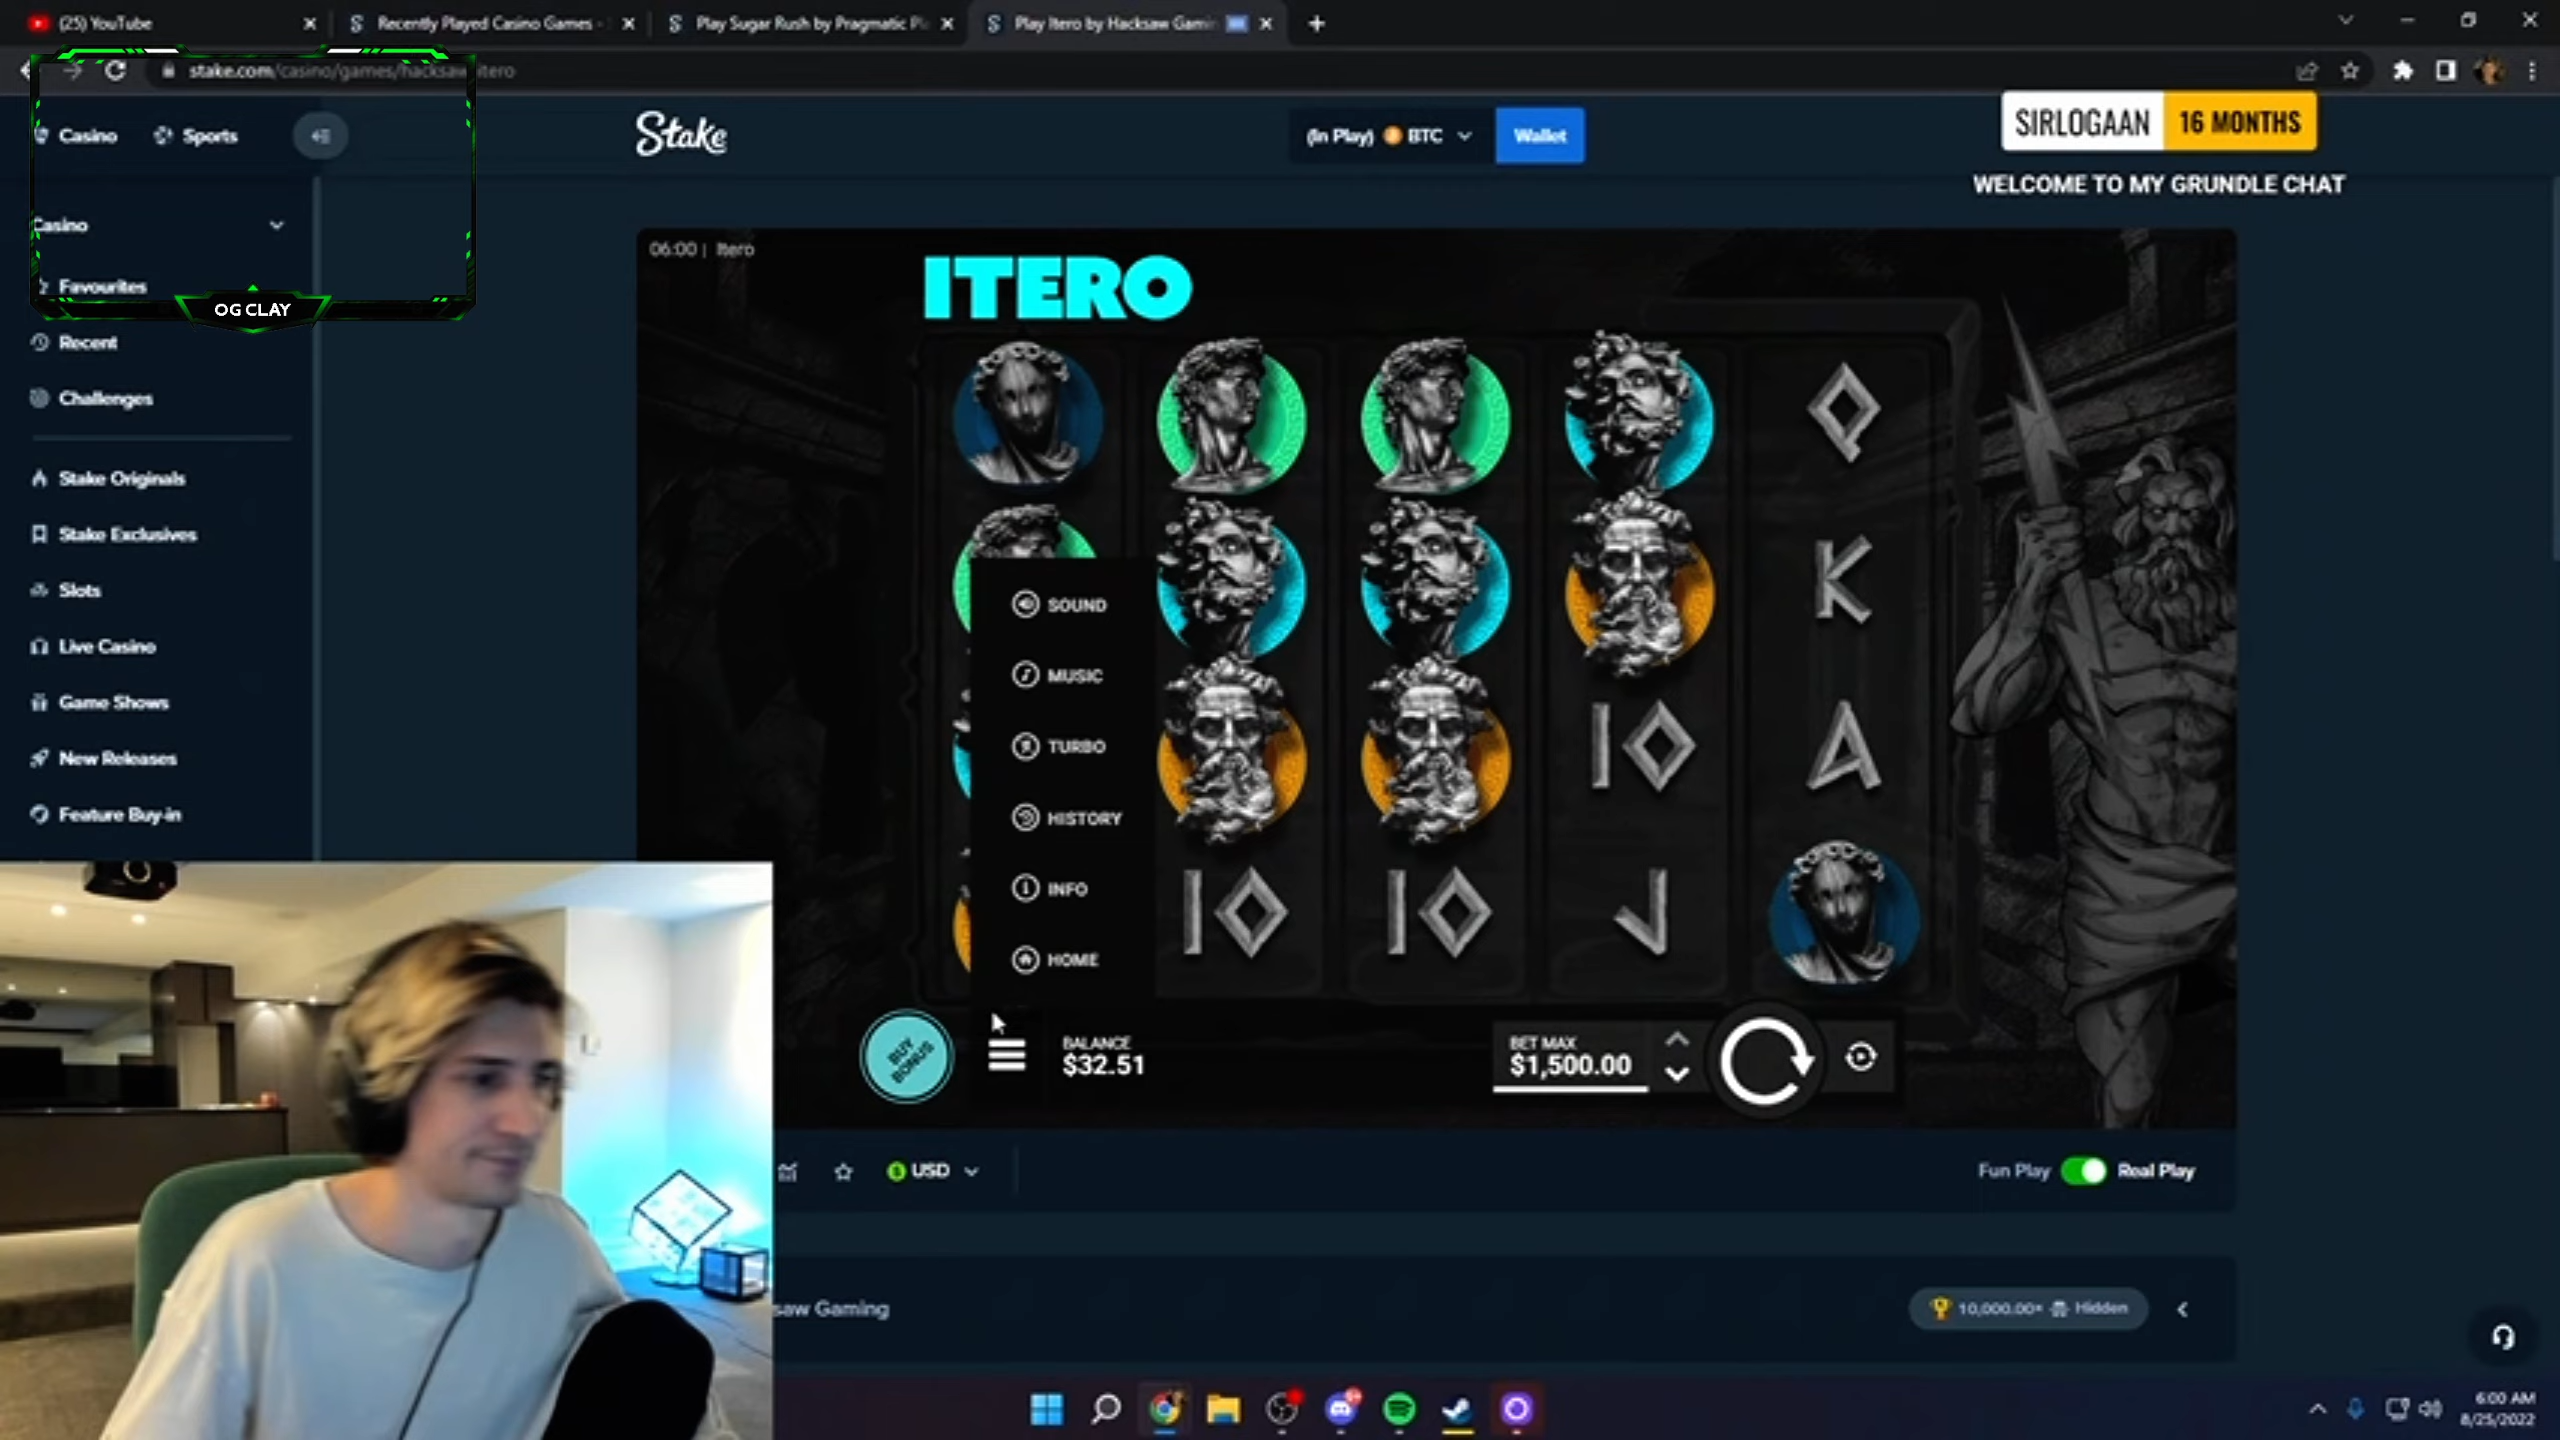 (25) YouTube
Recently Played Casino Games -
Play Sugar Rush by Pragmatic Pl
Play Itero by Hacksaw Gami
stake.com/casino/games/hacksaw-itero
Casino
Sports
Stake
(In Play) BTC
Wallet
SIRLOGAAN 16 MONTHS
WELCOME TO MY GRUNDLE CHAT
Casino
Favourites
OG CLAY
Recent
Challenges
Stake Originals
Stake Exclusives
Slots
Live Casino
Game Shows
New Releases
Feature Buy-in
06:00 | Itero
ITERO
Q
K
10
A
10
10
J
SOUND
MUSIC
TURBO
HISTORY
INFO
HOME
BUY BONUS
BALANCE
$32.51
BET MAX
$1,500.00
USD
Fun Play
Real Play
saw Gaming
10,000.00×
Hidden
6:00 AM
8/25/2022